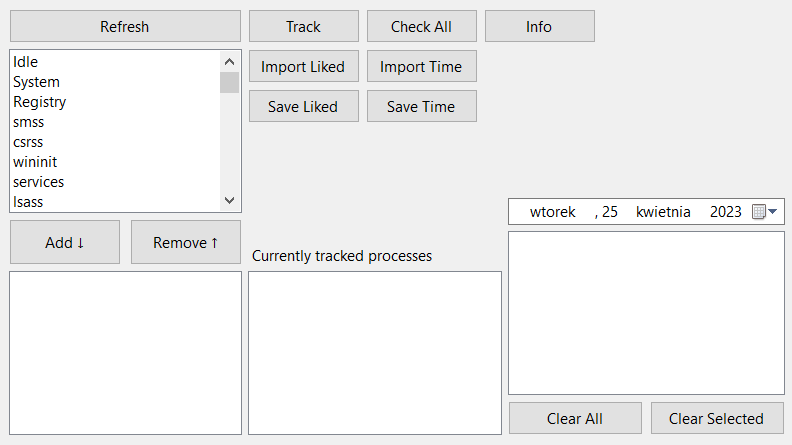 Refresh
Track
Check All
Info
Idle
System
Registry
smss
csrss
wininit
services
lsass
Import Liked
Import Time
Save Liked
Save Time
Add ↓
Remove ↑
Currently tracked processes
wtorek , 25 kwietnia 2023
Clear All
Clear Selected